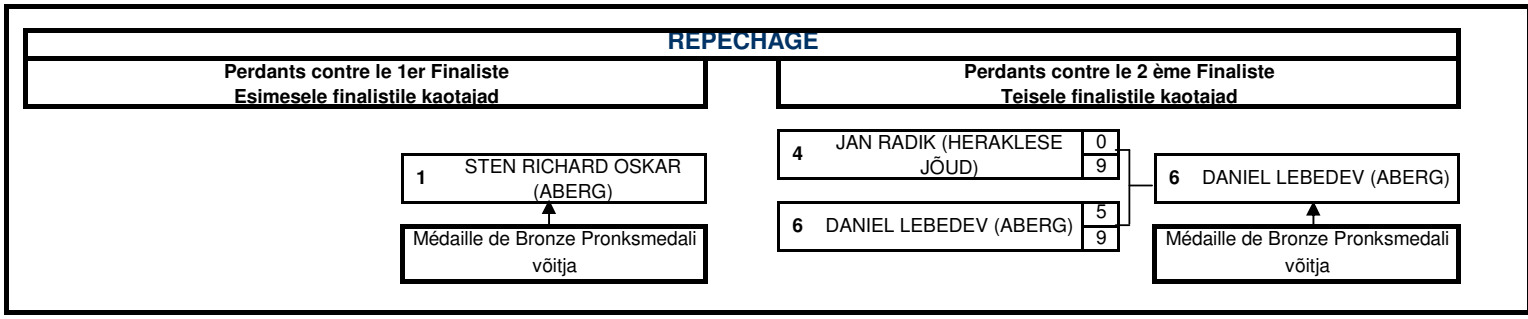 REPECHAGE
Perdants contre le 1er Finaliste
Esimesele finalistile kaotajad
Perdants contre le 2 ème Finaliste
Teisele finalistile kaotajad
1 STEN RICHARD OSKAR
(ABERG)
Médaille de Bronze Pronksmedali
võitja
4 JAN RADIK (HERAKLESE
JÕUD)
0
9
6 DANIEL LEBEDEV (ABERG)
5
9
6 DANIEL LEBEDEV (ABERG)
Médaille de Bronze Pronksmedali
võitja